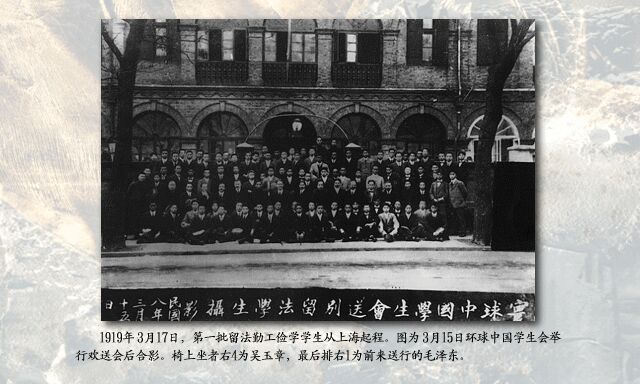 寰球中國學生會送別留法學生攝影 民國八年三月十五日
1919年3月17日，第一批留法勤工俭学学生从上海起程。图为3月15日环球中国学生会举
行欢送会后合影。椅上坐者右4为吴玉章，最后排右1为前来送行的毛泽东。